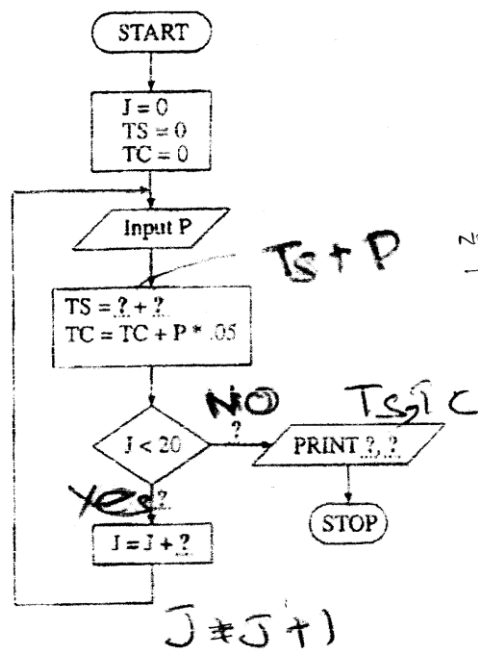 START
J = 0
TS = 0
TC = 0
Input P
TS + P
TS = ? + ?
TC = TC + P * .05
NO
?
TS, TC
J < 20
PRINT ?, ?
Yes ?
STOP
J = J + ?
J = J + 1